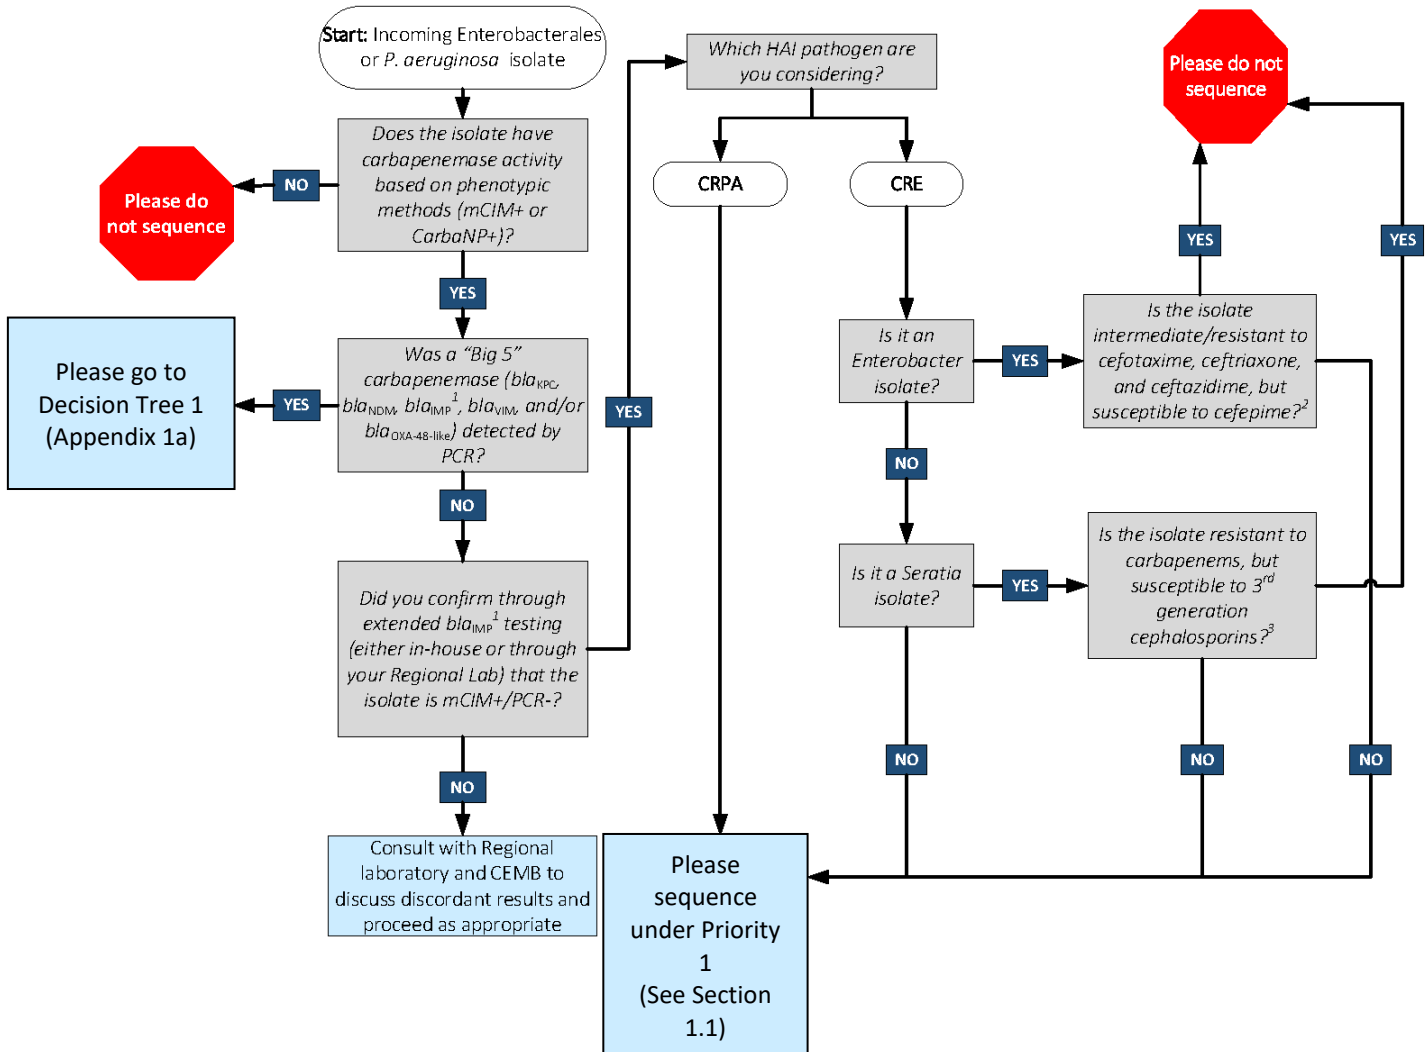 Start: Incoming Enterobacterales
or P. aeruginosa isolate
Does the isolate have
carbapenemase activity
based on phenotypic
methods (mCIM+ or
CarbaNP+)?
NO
Please do
not sequence
YES
Was a “Big 5”
carbapenemase (blaKPC,
blaNDM, blaIMP1, blaVIM, and/or
blaOXA-48-like) detected by
PCR?
YES
Please go to
Decision Tree 1
(Appendix 1a)
NO
Did you confirm through
extended blaIMP1 testing
(either in-house or through
your Regional Lab) that the
isolate is mCIM+/PCR-?
NO
Consult with Regional
laboratory and CEMB to
discuss discordant results and
proceed as appropriate
YES
Which HAI pathogen are
you considering?
CRPA
CRE
Is it an
Enterobacter
isolate?
YES
Is the isolate
intermediate/resistant to
cefotaxime, ceftriaxone,
and ceftazidime, but
susceptible to cefepime?2
YES
Please do not
sequence
YES
NO
Is it a Seratia
isolate?
YES
Is the isolate resistant to
carbapenems, but
susceptible to 3rd
generation
cephalosporins?3
NO
NO
NO
Please
sequence
under Priority
1
(See Section
1.1)